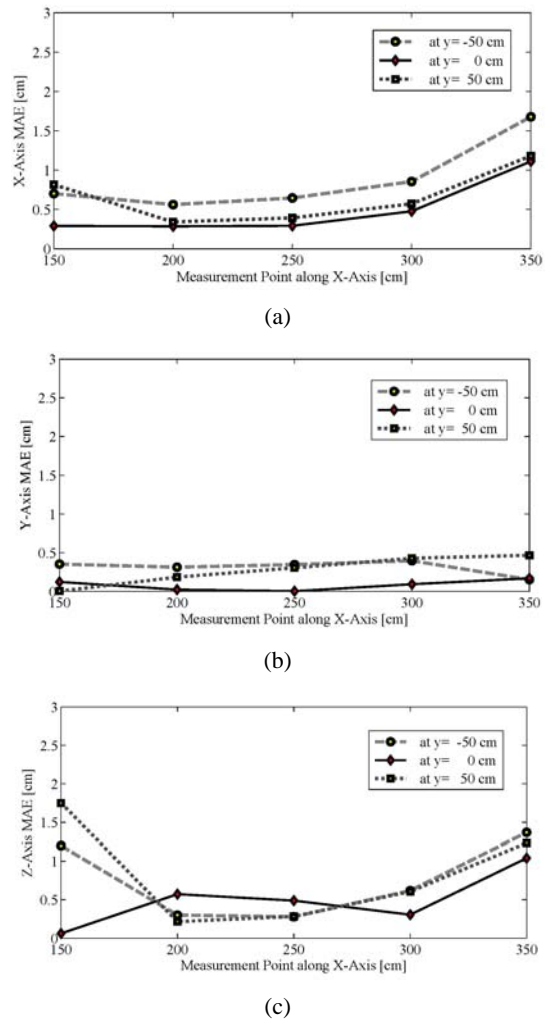 3
2.5
2
1.5
1
0.5
0
X-Axis MAE [cm]
at y= -50 cm
at y= 0 cm
at y= 50 cm
150 200 250 300 350
Measurement Point along X-Axis [cm]
(a)
3
2.5
2
1.5
1
0.5
0
Y-Axis MAE [cm]
at y= -50 cm
at y= 0 cm
at y= 50 cm
150 200 250 300 350
Measurement Point along X-Axis [cm]
(b)
3
2.5
2
1.5
1
0.5
0
Z-Axis MAE [cm]
at y= -50 cm
at y= 0 cm
at y= 50 cm
150 200 250 300 350
Measurement Point along X-Axis [cm]
(c)